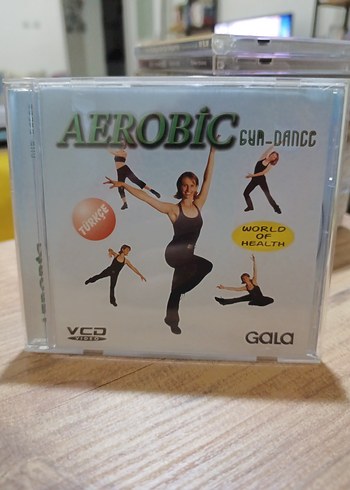 AEROBİC
GYM-DANCE
TÜRKÇE
WORLD
OF
HEALTH
VCD
VIDEO
GALA